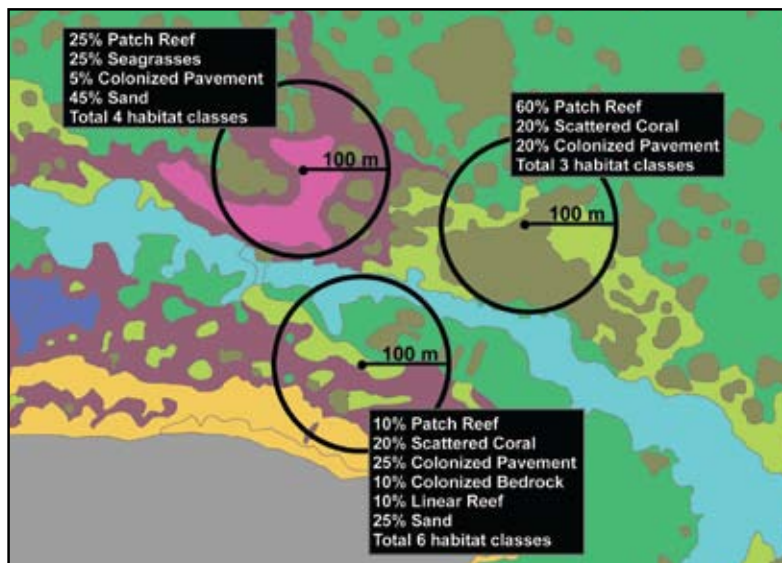 25% Patch Reef
25% Seagrasses
5% Colonized Pavement
45% Sand
Total 4 habitat classes
100 m
60% Patch Reef
20% Scattered Coral
20% Colonized Pavement
Total 3 habitat classes
100 m
100 m
10% Patch Reef
20% Scattered Coral
25% Colonized Pavement
10% Colonized Bedrock
10% Linear Reef
25% Sand
Total 6 habitat classes